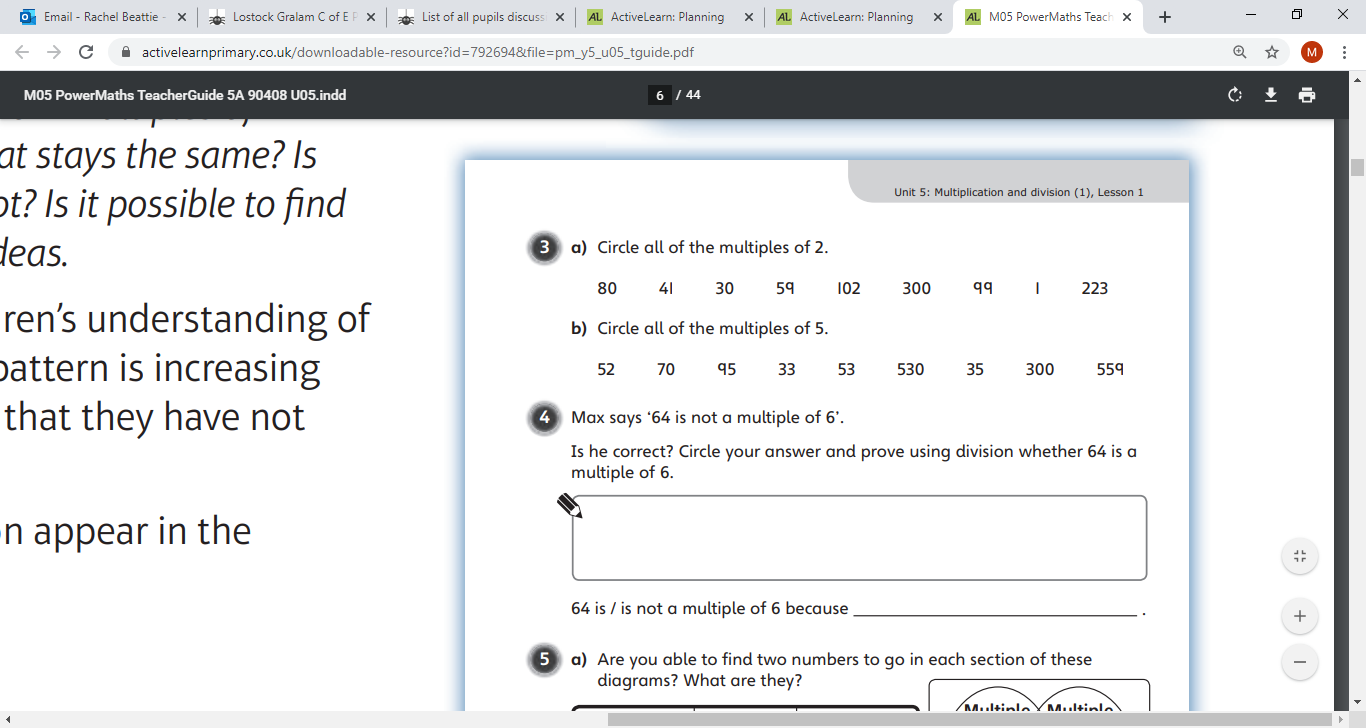 Email - Rachel Beattie -
Lostock Gralam C of E P
List of all pupils discuss
ActiveLearn: Planning
ActiveLearn: Planning
M05 PowerMaths Teach
activelearnprimary.co.uk/downloadable-resource?id=792694&file=pm_y5_u05_tguide.pdf
M
M05 PowerMaths TeacherGuide 5A 90408 U05.indd
6 / 44
at stays the same? Is
ot? Is it possible to find
deas.
ren's understanding of
pattern is increasing
that they have not
on appear in the
Unit 5: Multiplication and division (1), Lesson 1
3 a) Circle all of the multiples of 2.
80 41 30 59 102 300 99 1 223
b) Circle all of the multiples of 5.
52 70 95 33 53 530 35 300 559
4 Max says ‘64 is not a multiple of 6’.
Is he correct? Circle your answer and prove using division whether 64 is a
multiple of 6.
64 is / is not a multiple of 6 because ______________________________ .
5 a) Are you able to find two numbers to go in each section of these
diagrams? What are they?
Multiple Multiple